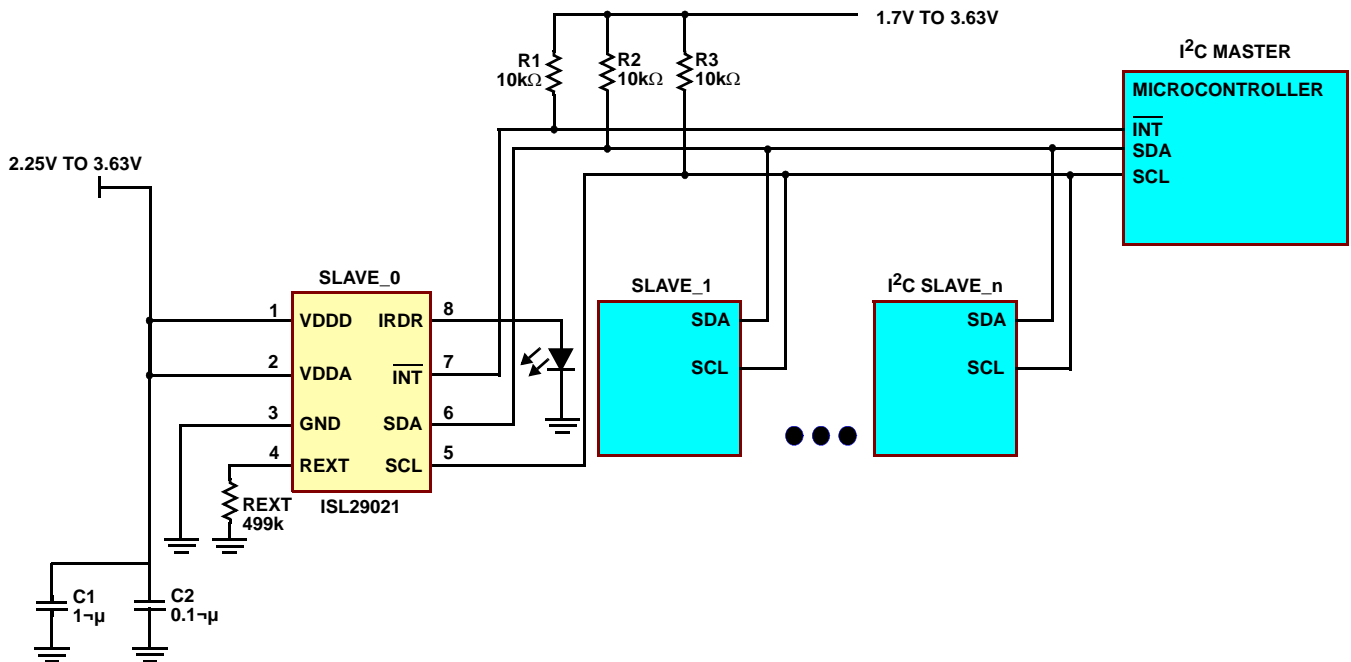 1.7V TO 3.63V
R1
10kΩ
R2
10kΩ
R3
10kΩ
I²C MASTER
MICROCONTROLLER
INT
SDA
SCL
2.25V TO 3.63V
SLAVE_0
1
VDDD
IRDR
8
2
VDDA
INT
7
3
GND
SDA
6
4
REXT
SCL
5
REXT
499k
ISL29021
SLAVE_1
SDA
SCL
I²C SLAVE_n
SDA
SCL
C1
1¬µ
C2
0.1¬µ